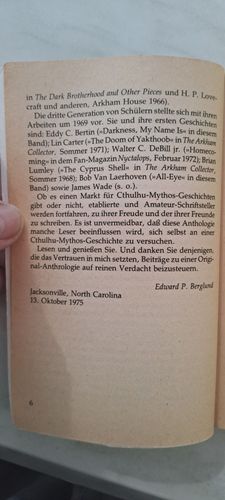 in The Dark Brotherhood and Other Pieces und H. P. Love-
craft und anderen, Arkham House 1966).
Die dritte Generation von Schülern stellte sich mit ihren
Arbeiten um 1969 vor. Sie und ihre ersten Geschichten
sind: Eddy C. Bertin (»Darkness, My Name Is« in diesem
Band); Lin Carter (»The Doom of Yakthoob« in The Arkham
Collector, Sommer 1971); Walter C. DeBill jr. (»Homeco-
ming« in dem Fan-Magazin Nyctalops, Februar 1972); Brian
Lumley (»The Cyprus Shell« in The Arkham Collector,
Sommer 1968); Bob Van Laerhoven (»All-Eye« in diesem
Band) sowie James Wade (s. o.).
Ob es einen Markt für Cthulhu-Mythos-Geschichten
gibt oder nicht, etablierte und Amateur-Schriftsteller
werden fortfahren, zu ihrer Freude und der ihrer Freunde
zu schreiben. Es ist unvermeidbar, daß diese Anthologie
manche Leser beeinflussen wird, sich selbst an einer
Cthulhu-Mythos-Geschichte zu versuchen.
Lesen und genießen Sie. Und danken Sie denjenigen,
die das Vertrauen in mich setzten, Beiträge zu einer Origi-
nal-Anthologie auf reinen Verdacht beizusteuern.
Edward P. Berglund
Jacksonville, North Carolina
13. Oktober 1975
6